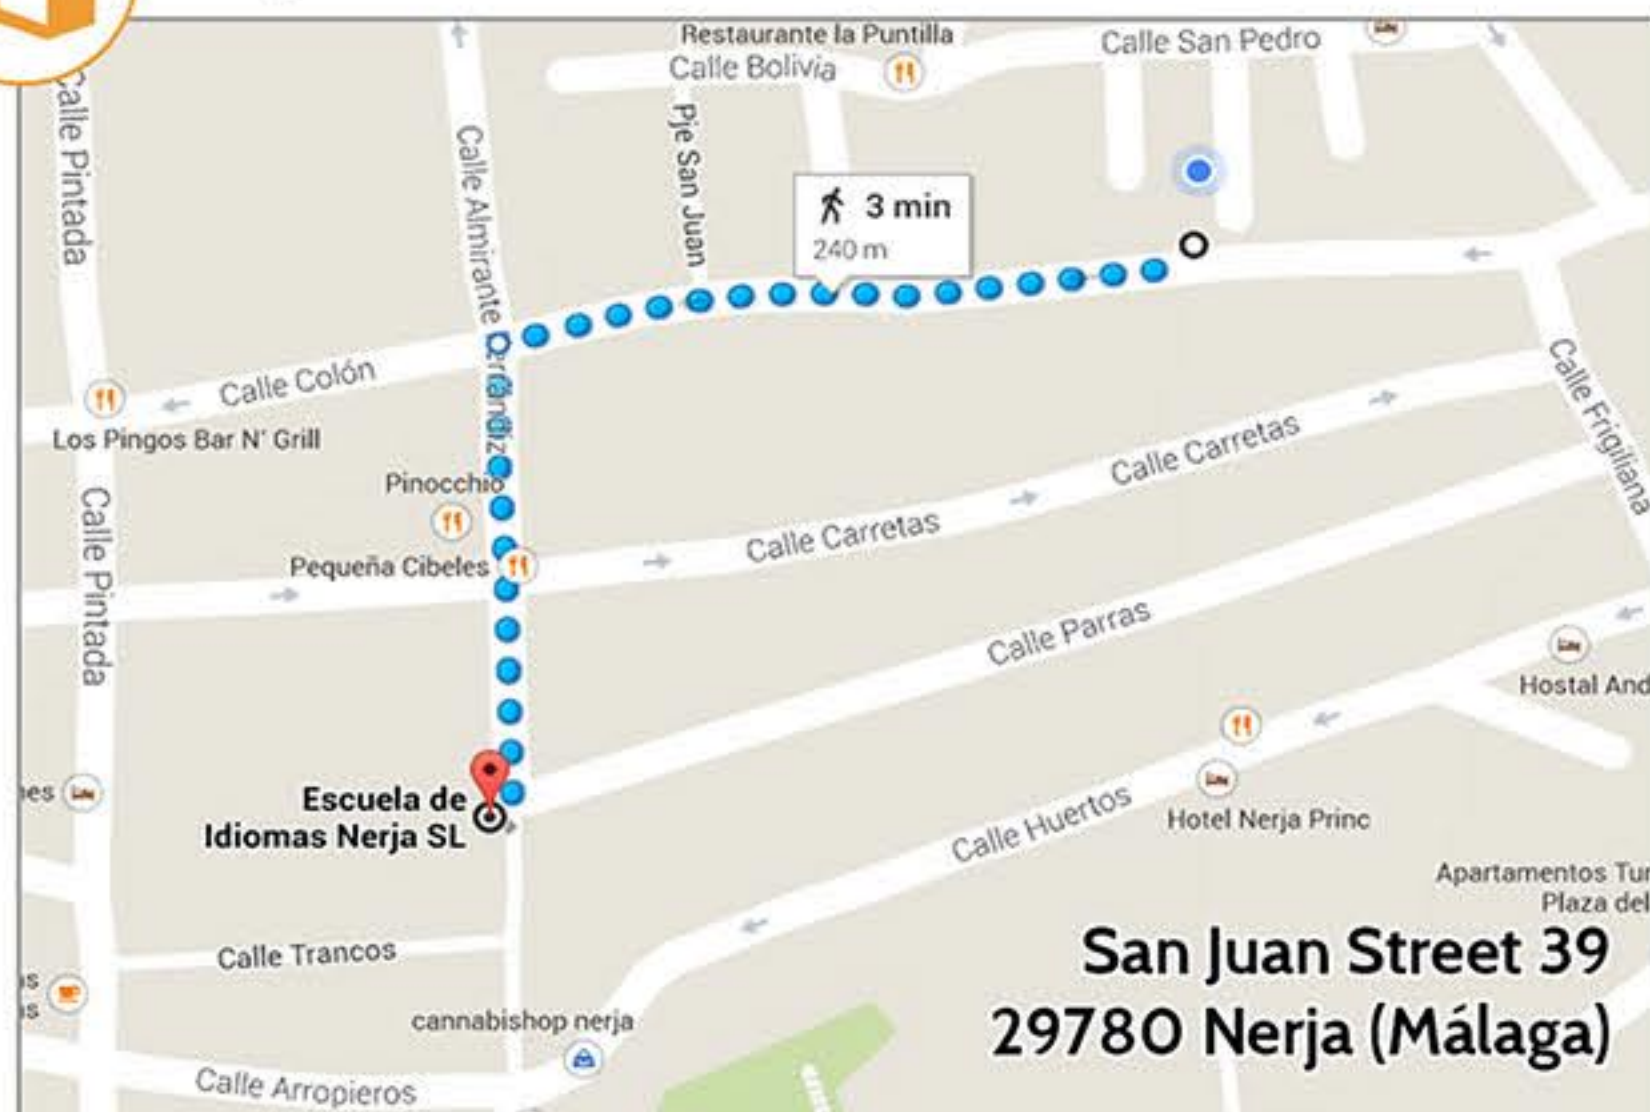 Restaurante la Puntilla
Calle San Pedro
Calle Bolivia
Calle Pintada
Calle Almirante Ferrándiz
Pje San Juan
3 min
240 m
Calle Colón
Los Pingos Bar N' Grill
Calle Frigiliana
Calle Carretas
Pinocchio
Calle Carretas
Pequeña Cibeles
Calle Pintada
Calle Parras
Hostal And
Escuela de
Idiomas Nerja SL
Calle Huertos
Hotel Nerja Princ
Apartamentos Tur
Plaza del
Calle Trancos
San Juan Street 39
29780 Nerja (Málaga)
cannabishop nerja
Calle Arropieros